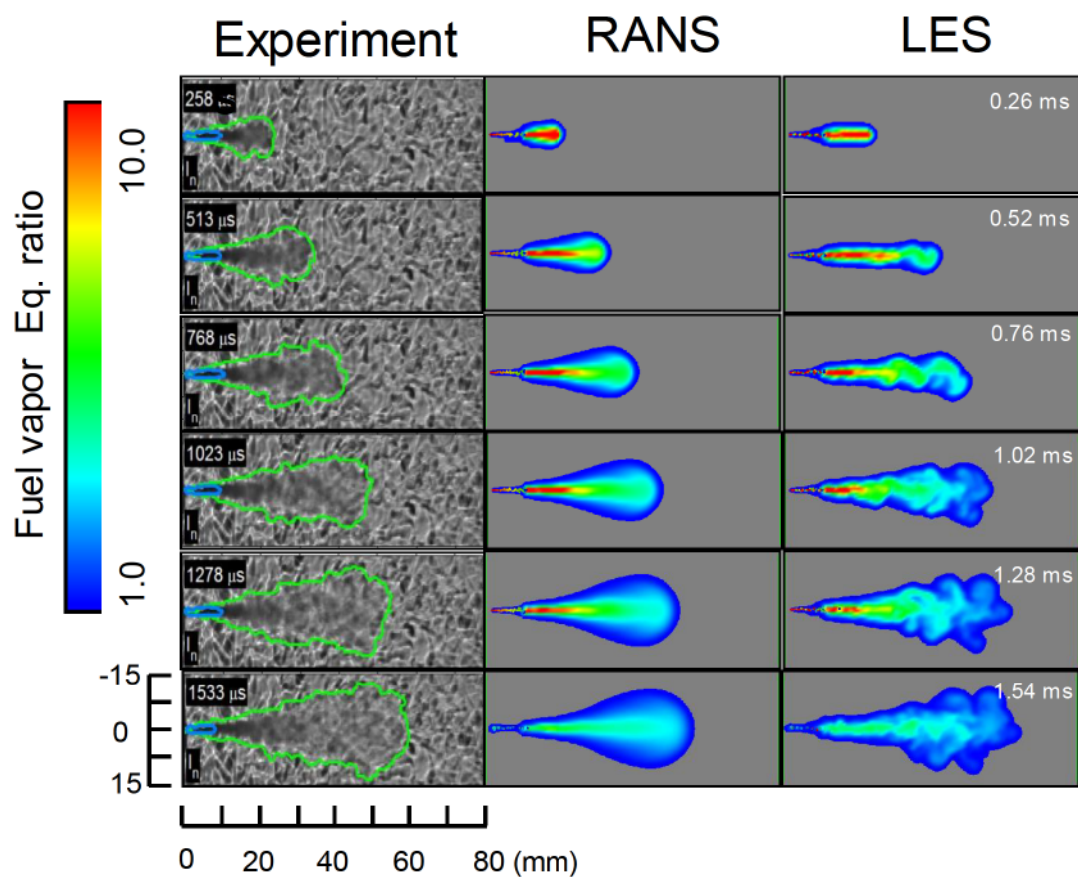 Experiment RANS LES
Fuel vapor Eq. ratio
10.0
1.0
258
0.26 ms
513 µs
0.52 ms
768 µs
0.76 ms
1023 µs
1.02 ms
1278 µs
1.28 ms
1533 µs
1.54 ms
-15
0
15
0 20 40 60 80 (mm)